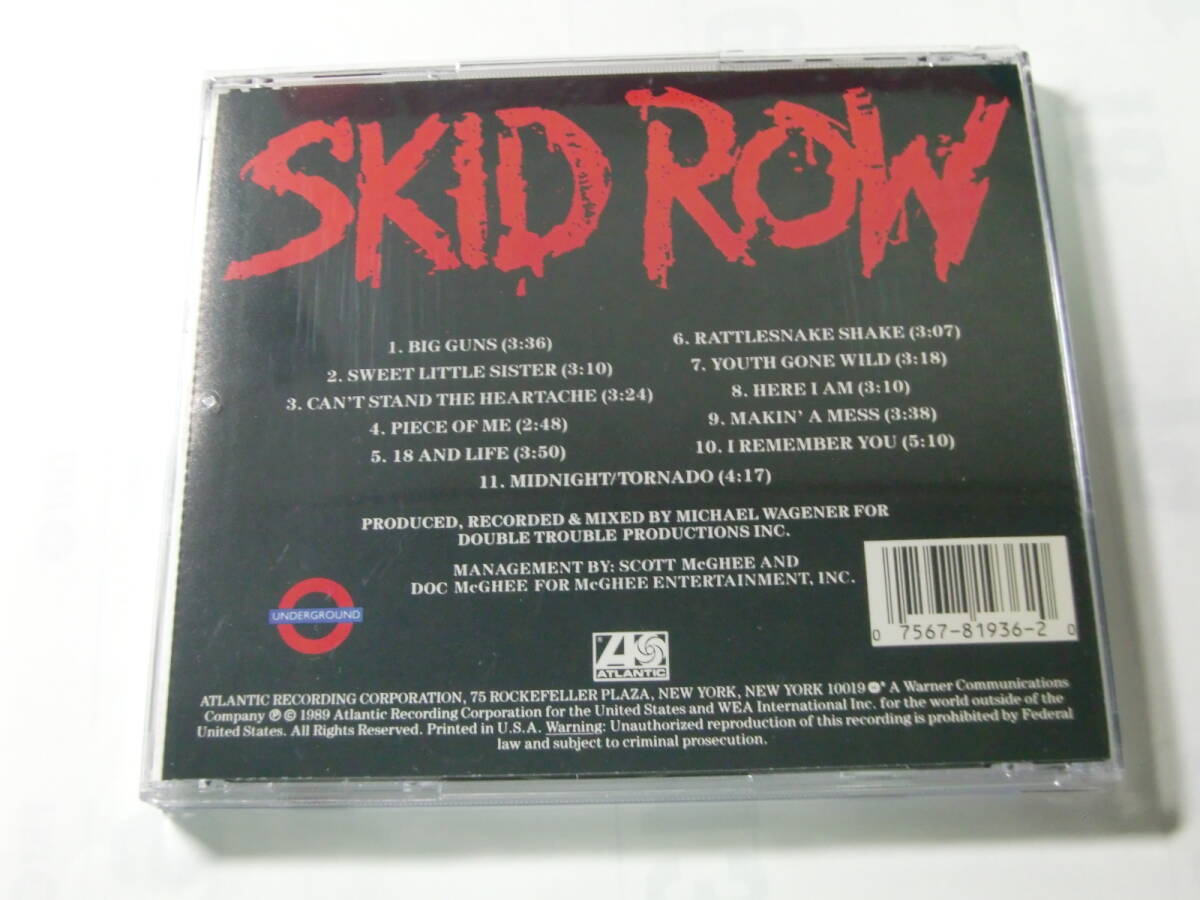 SKID ROW
1. BIG GUNS (3:36)
2. SWEET LITTLE SISTER (3:10)
3. CAN'T STAND THE HEARTACHE (3:24)
4. PIECE OF ME (2:48)
5. 18 AND LIFE (3:50)
6. RATTLESNAKE SHAKE (3:07)
7. YOUTH GONE WILD (3:18)
8. HERE I AM (3:10)
9. MAKIN' A MESS (3:38)
10. I REMEMBER YOU (5:10)
11. MIDNIGHT/TORNADO (4:17)
PRODUCED, RECORDED & MIXED BY MICHAEL WAGENER FOR
DOUBLE TROUBLE PRODUCTIONS INC.
MANAGEMENT BY: SCOTT McGHEE AND
DOC McGHEE FOR McGHEE ENTERTAINMENT, INC.
UNDERGROUND
ATLANTIC
0 7567-81936-2 0
ATLANTIC RECORDING CORPORATION, 75 ROCKEFELLER PLAZA, NEW YORK, NEW YORK 10019 A Warner Communications
Company ℗ © 1989 Atlantic Recording Corporation for the United States and WEA International Inc. for the world outside of the
United States. All Rights Reserved. Printed in U.S.A. Warning: Unauthorized reproduction of this recording is prohibited by Federal
law and subject to criminal prosecution.